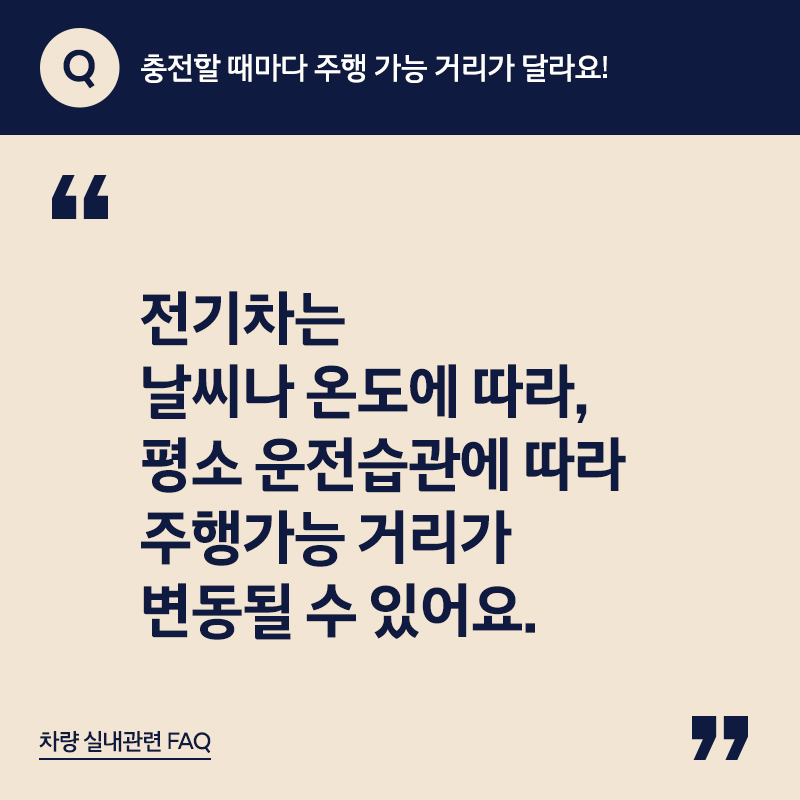 Q 충전할 때마다 주행 가능 거리가 달라요!
“
전기차는
날씨나 온도에 따라,
평소 운전습관에 따라
주행가능 거리가
변동될 수 있어요.
”
차량 실내관련 FAQ